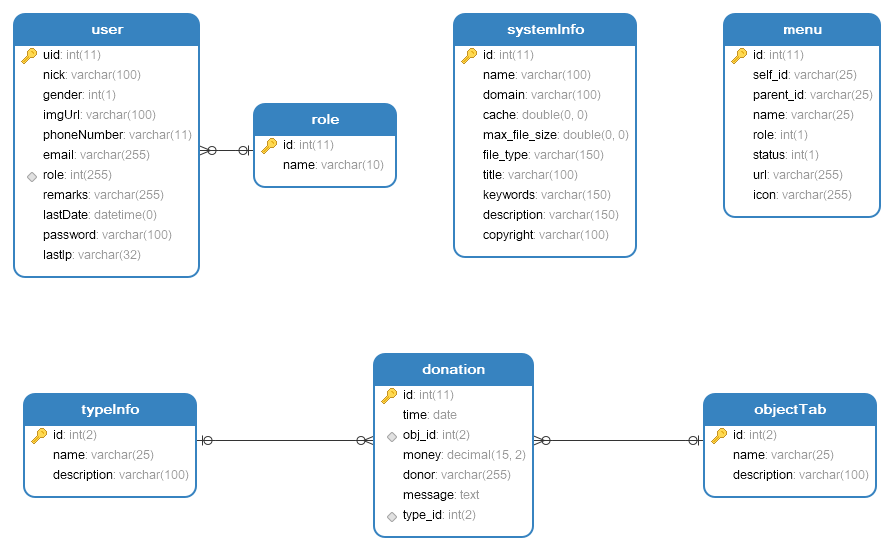 user
uid: int(11)
nick: varchar(100)
gender: int(1)
imgUrl: varchar(100)
phoneNumber: varchar(11)
email: varchar(255)
role: int(255)
remarks: varchar(255)
lastDate: datetime(0)
password: varchar(100)
lastIp: varchar(32)
role
id: int(11)
name: varchar(10)
systemInfo
id: int(11)
name: varchar(100)
domain: varchar(100)
cache: double(0, 0)
max_file_size: double(0, 0)
file_type: varchar(150)
title: varchar(100)
keywords: varchar(150)
description: varchar(150)
copyright: varchar(100)
menu
id: int(11)
self_id: varchar(25)
parent_id: varchar(25)
name: varchar(25)
role: int(1)
status: int(1)
url: varchar(255)
icon: varchar(255)
typeInfo
id: int(2)
name: varchar(25)
description: varchar(100)
donation
id: int(11)
time: date
obj_id: int(2)
money: decimal(15, 2)
donor: varchar(255)
message: text
type_id: int(2)
objectTab
id: int(2)
name: varchar(25)
description: varchar(100)